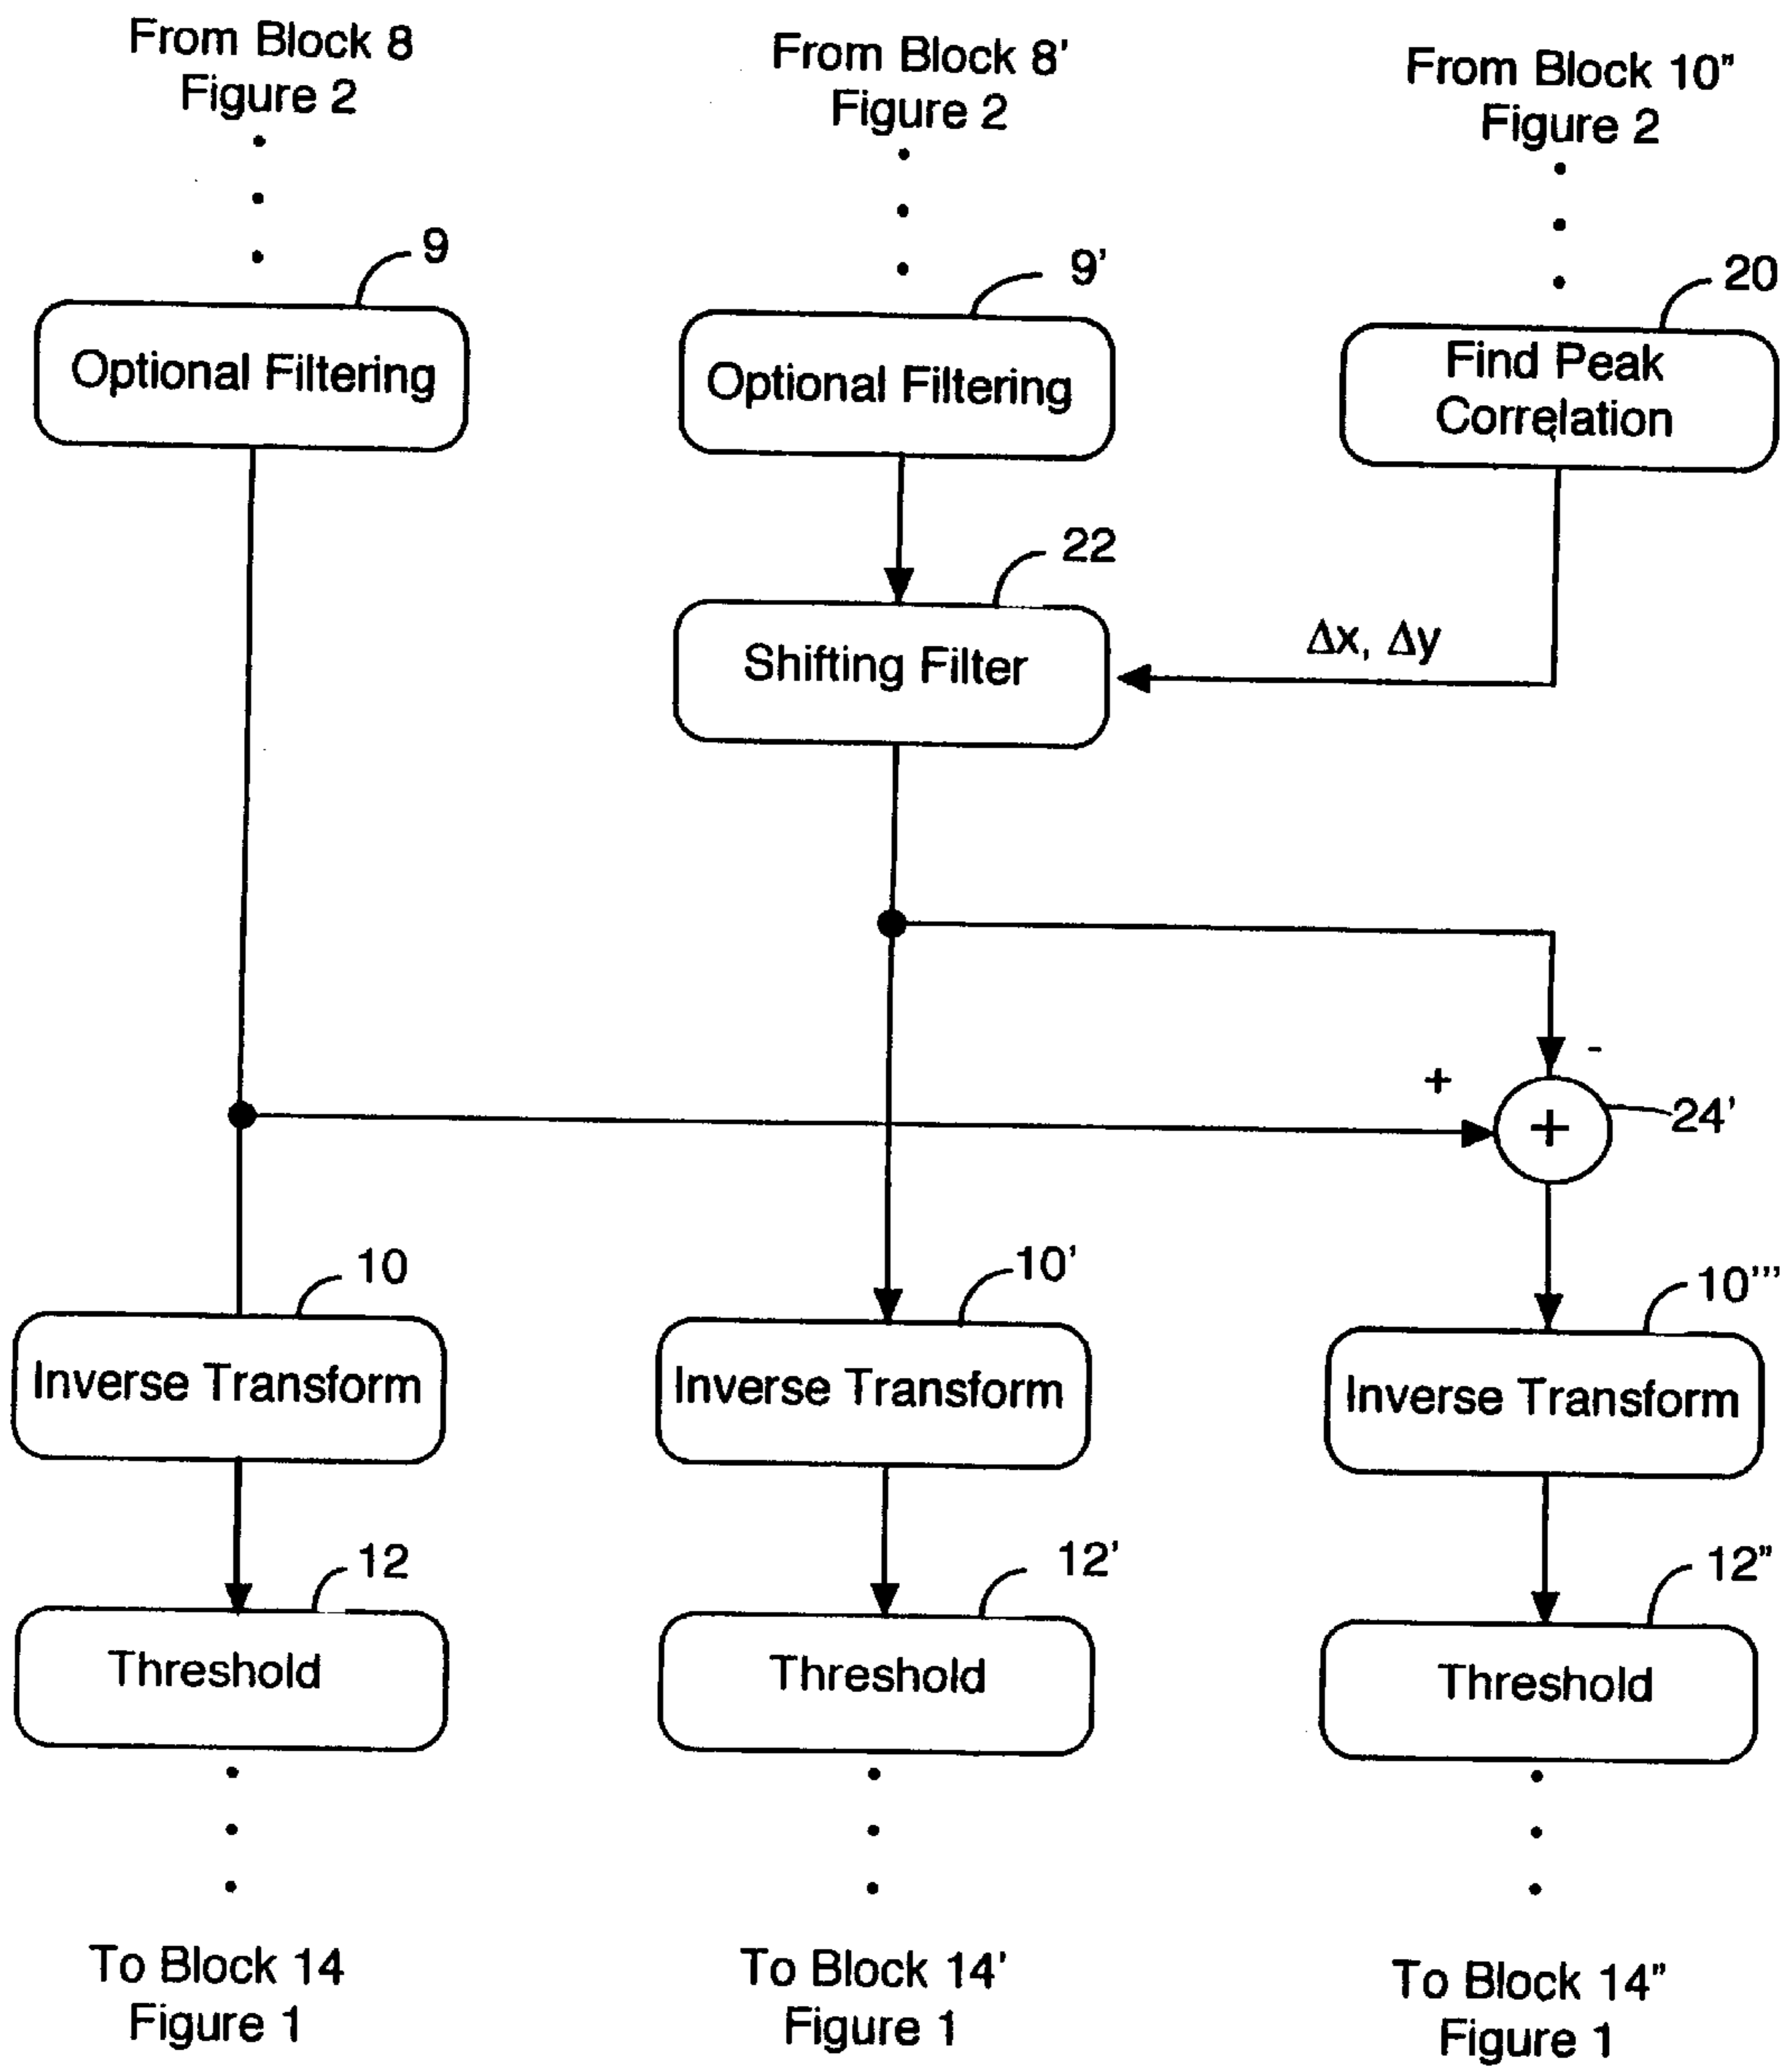 From Block 8
Figure 2
From Block 8'
Figure 2
From Block 10"
Figure 2
9
9'
20
Optional Filtering
Optional Filtering
Find Peak
Correlation
22
Shifting Filter
Δx, Δy
-
+
+
24'
10
10'
10'''
Inverse Transform
Inverse Transform
Inverse Transform
12
12'
12"
Threshold
Threshold
Threshold
To Block 14
Figure 1
To Block 14'
Figure 1
To Block 14"
Figure 1